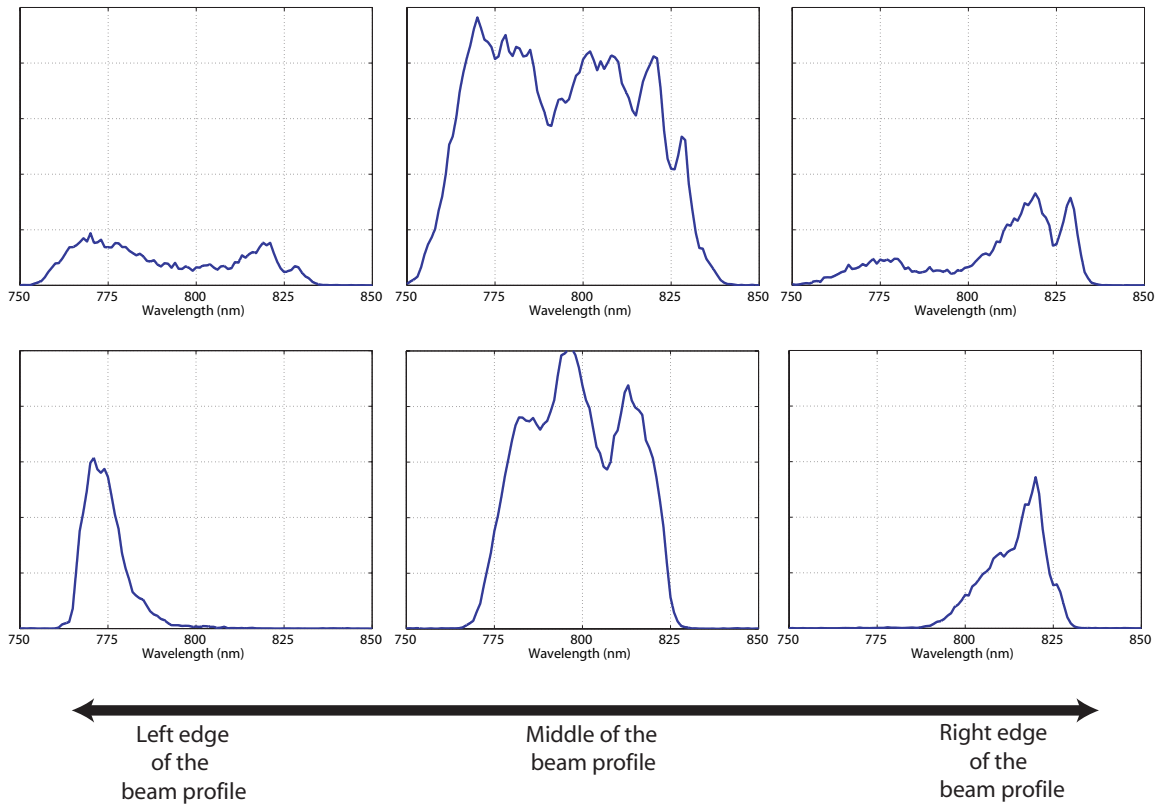 750 775 800 825 850 750 775 800 825 850 750 775 800 825 850
Wavelength (nm) Wavelength (nm) Wavelength (nm)
750 775 800 825 850 750 775 800 825 850 750 775 800 825 850
Wavelength (nm) Wavelength (nm) Wavelength (nm)
Left edge
of the
beam profile
Middle of the
beam profile
Right edge
of the
beam profile